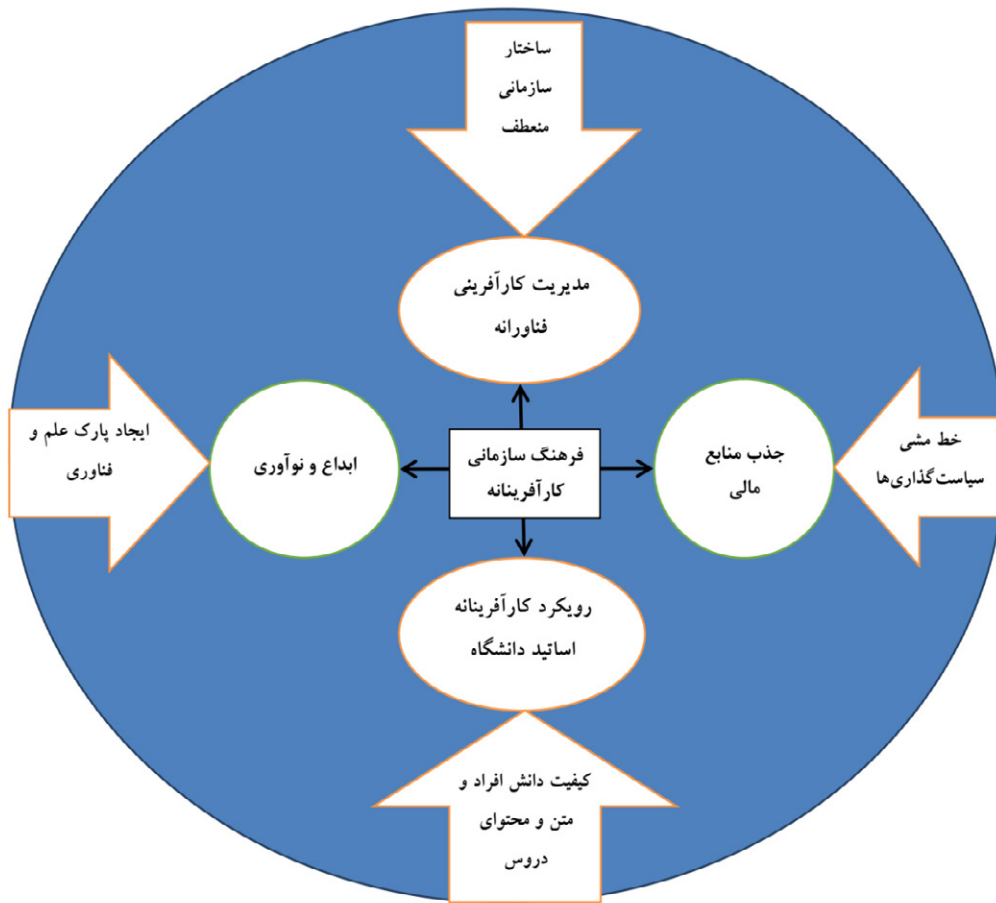 ساختار
سازمانی
منعطف
مدیریت کارآفرینی
فناورانه
خط مشی
سیاست‌گذاری‌ها
جذب منابع
مالی
فرهنگ سازمانی
کارآفرینانه
ابداع و نوآوری
ایجاد پارک علم و
فناوری
رویکرد کارآفرینانه
اساتید دانشگاه
کیفیت دانش افراد و
متن و محتوای
دروس